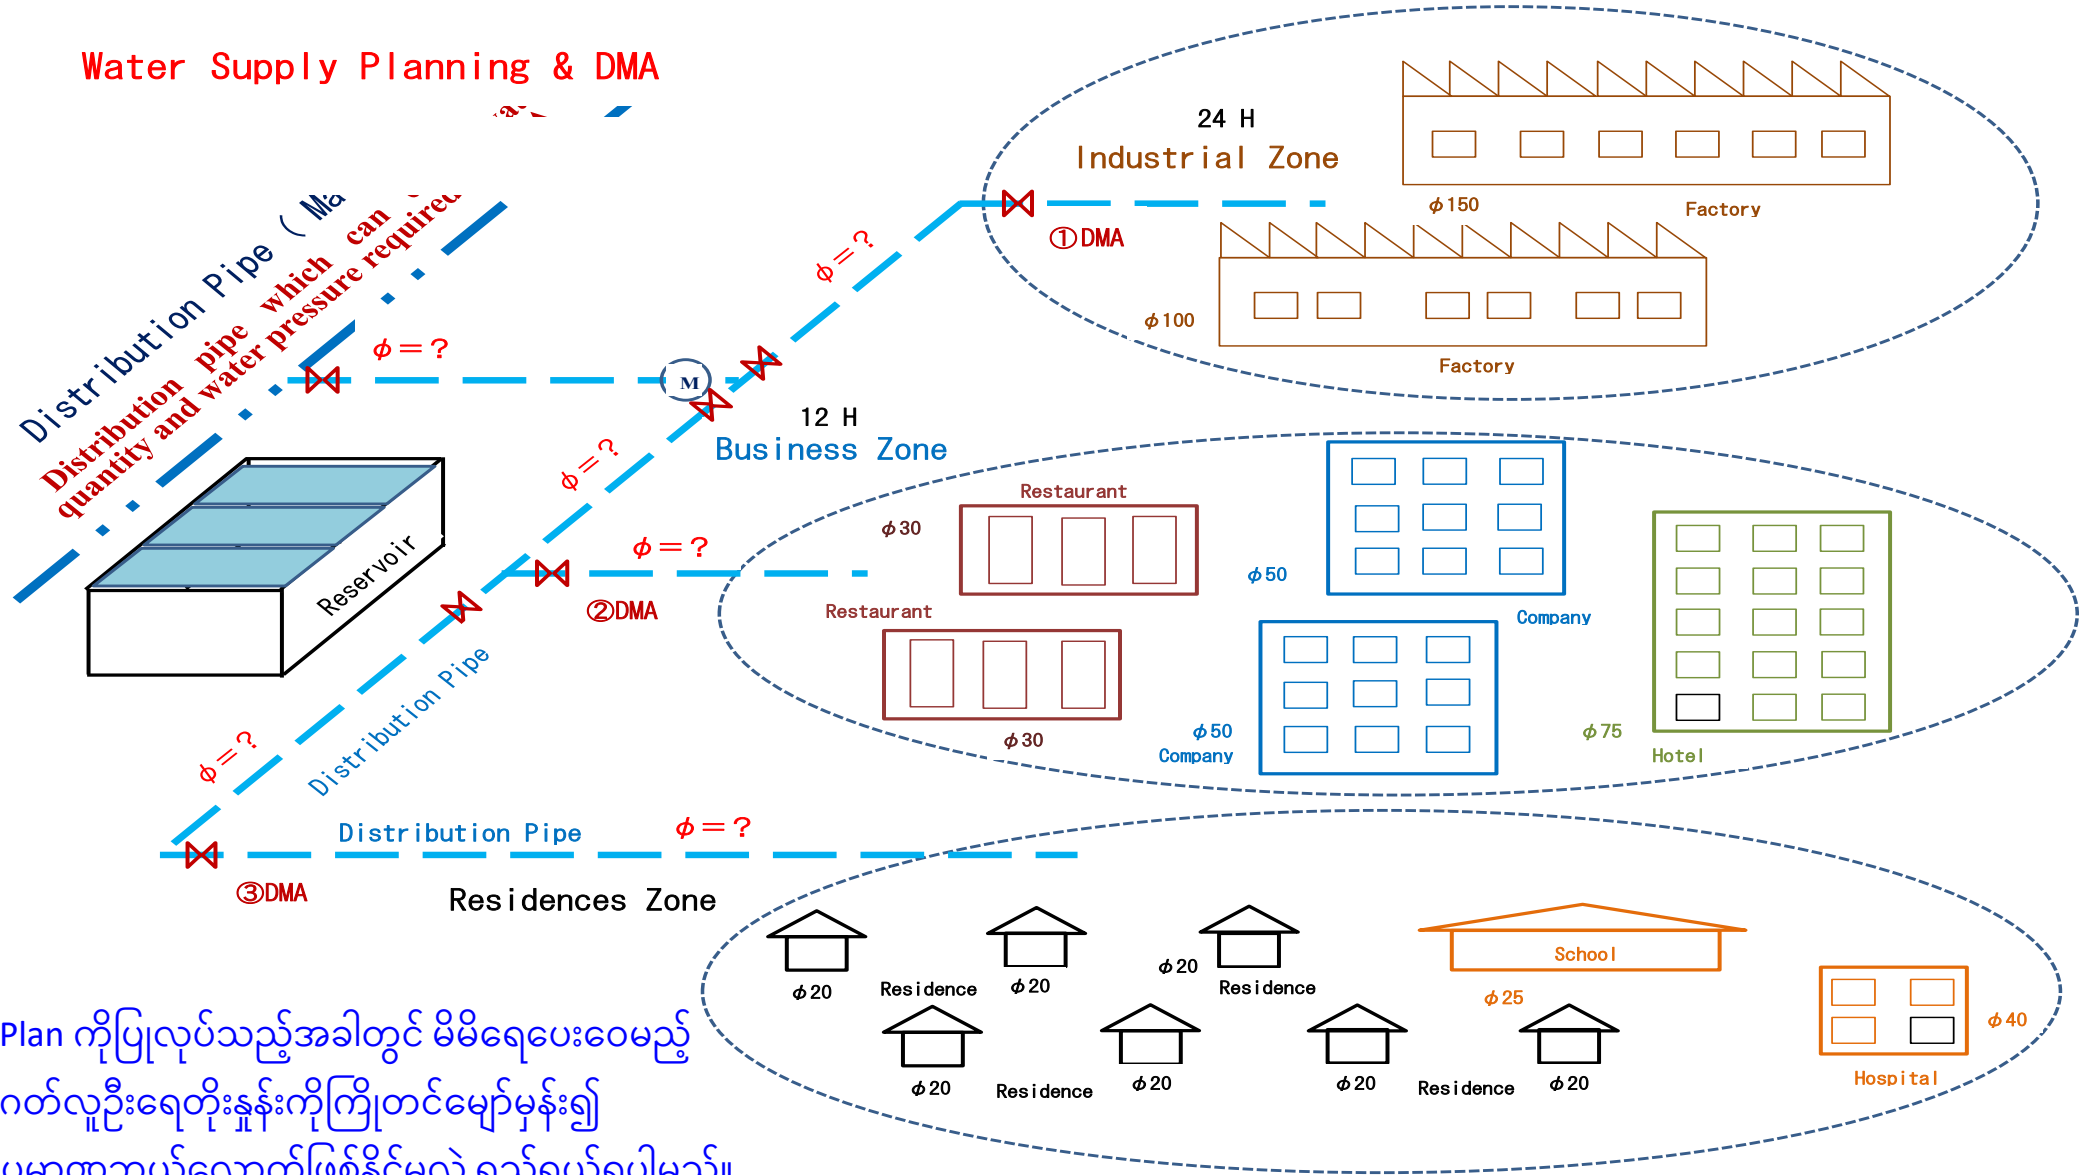 Water Supply Planning & DMA
24 H
Industrial Zone
φ150
Factory
①DMA
φ100
Factory
φ=?
Distribution Pipe ( Ma
Distribution pipe which can
quantity and water pressure required
φ=?
M
12 H
Business Zone
φ=?
Restaurant
φ30
φ50
Company
φ=?
②DMA
Restaurant
φ30
φ50
Company
φ75
Hotel
Reservoir
Distribution Pipe
φ=?
Distribution Pipe
φ=?
③DMA
Residences Zone
School
φ20
Residence
φ20
φ20
Residence
φ25
φ40
Hospital
φ20
Residence
φ20
φ20
Residence
φ20
Plan ကိုပြုလုပ်သည့်အခါတွင် မိမိရေပေးဝေမည့်
ဂတ်လူဦးရေတိုးနှုန်းကိုကြိုတင်မျှော်မှန်း၍